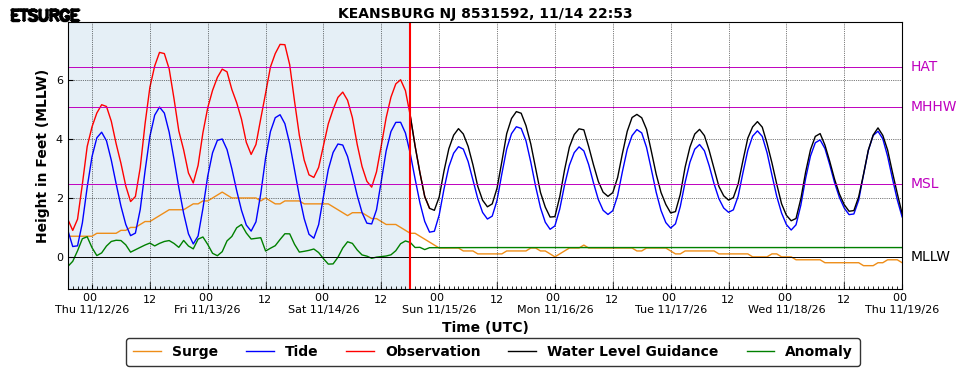 ETSURGE
KEANSBURG NJ 8531592, 11/14 22:53
Height in Feet (MLLW)
6
4
2
0
HAT
MHHW
MSL
MLLW
00 12 00 12 00 12 00 12 00 12 00 12 00 12 00
Thu 11/12/26 Fri 11/13/26 Sat 11/14/26 Sun 11/15/26 Mon 11/16/26 Tue 11/17/26 Wed 11/18/26 Thu 11/19/26
Time (UTC)
Surge Tide Observation Water Level Guidance Anomaly